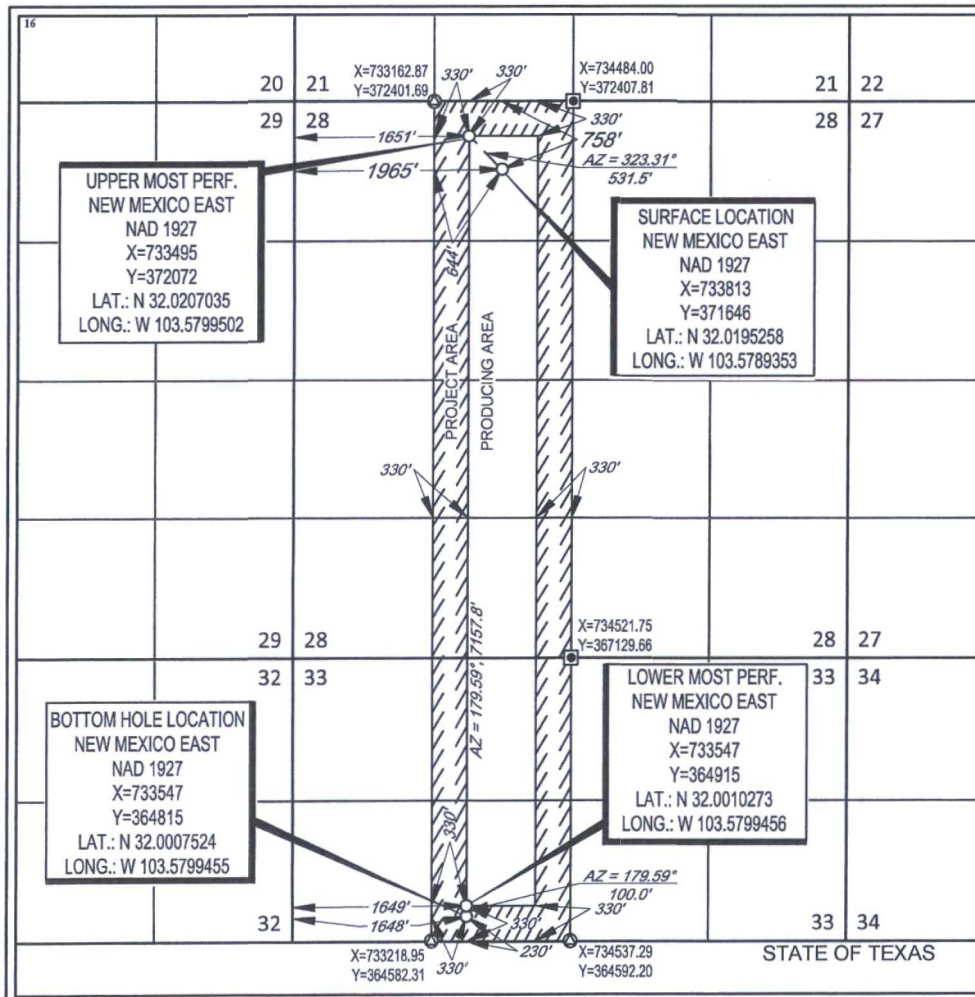 16
X=733162.87
Y=372401.69
330'
330'
X=734484.00
Y=372407.81
20 21
21 22
29 28
28 27
1651'
330'
758'
1965'
AZ = 323.31°
531.5'
UPPER MOST PERF.
NEW MEXICO EAST
NAD 1927
X=733495
Y=372072
LAT.: N 32.0207035
LONG.: W 103.5799502
SURFACE LOCATION
NEW MEXICO EAST
NAD 1927
X=733813
Y=371646
LAT.: N 32.0195258
LONG.: W 103.5789353
644'
PROJECT AREA
PRODUCING AREA
330'
330'
AZ = 179.59°, 7157.8'
X=734521.75
Y=367129.66
29 28
28 27
32 33
33 34
BOTTOM HOLE LOCATION
NEW MEXICO EAST
NAD 1927
X=733547
Y=364815
LAT.: N 32.0007524
LONG.: W 103.5799455
LOWER MOST PERF.
NEW MEXICO EAST
NAD 1927
X=733547
Y=364915
LAT.: N 32.0010273
LONG.: W 103.5799456
330'
AZ = 179.59°
100.0'
1649'
330'
1648'
330'
32
230'
33 34
X=733218.95
Y=364582.31
330'
X=734537.29
Y=364592.20
STATE OF TEXAS